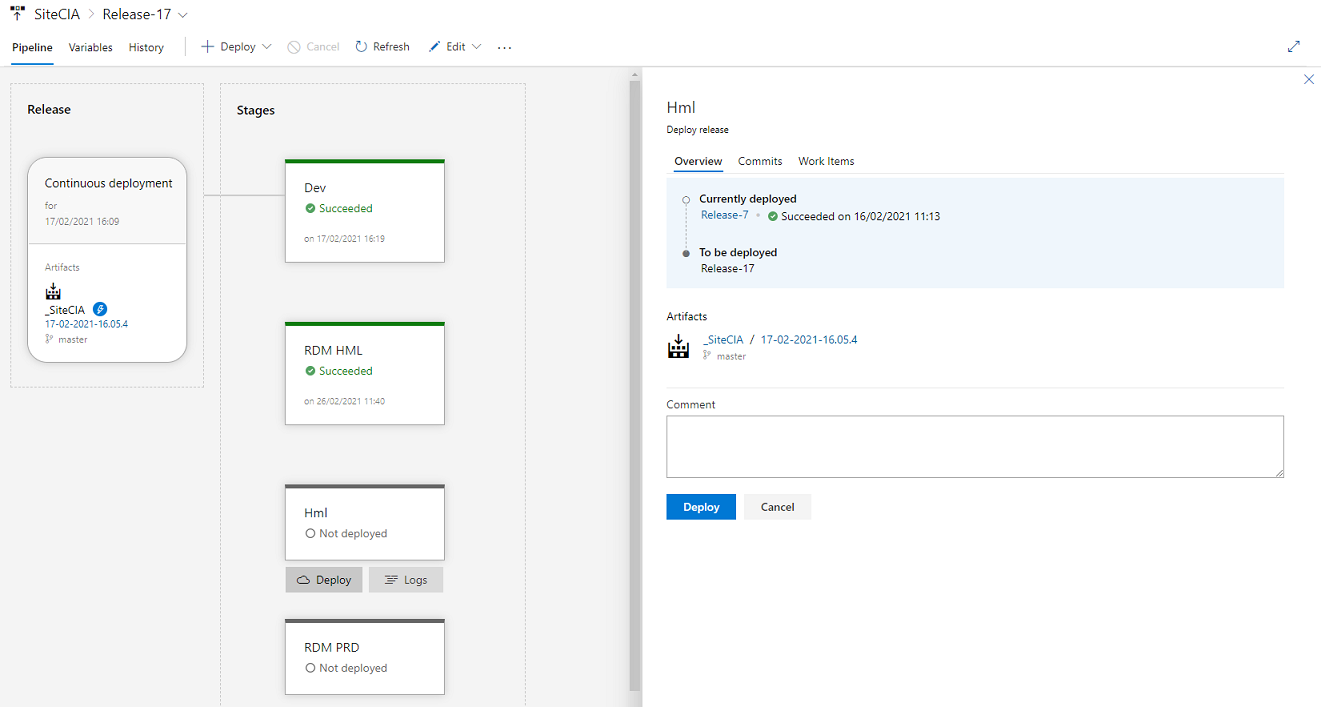 SiteCIA > Release-17
Pipeline Variables History Deploy Cancel Refresh Edit ...
Release
Continuous deployment
for
17/02/2021 16:09
Artifacts
_SiteCIA
17-02-2021-16.05.4
master
Stages
Dev
Succeeded
on 17/02/2021 16:19
RDM HML
Succeeded
on 26/02/2021 11:40
Hml
Not deployed
Deploy Logs
RDM PRD
Not deployed
Hml
Deploy release
Overview Commits Work Items
Currently deployed
Release-7 Succeeded on 16/02/2021 11:13
To be deployed
Release-17
Artifacts
_SiteCIA / 17-02-2021-16.05.4
master
Comment
Deploy Cancel